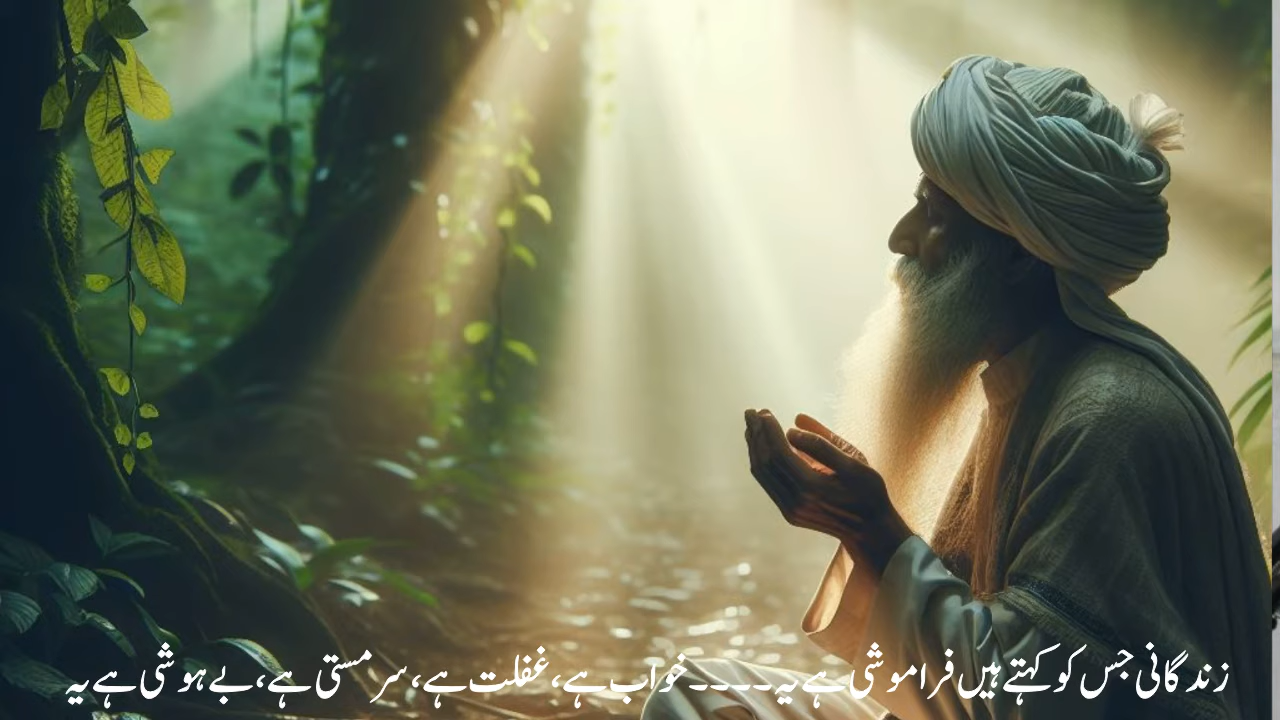 زندگانی جس کو کہتے ہیں فراموشی ہے یہ۔۔۔۔خواب ہے، غفلت ہے، سرمستی ہے، بے ہوشی ہے یہ